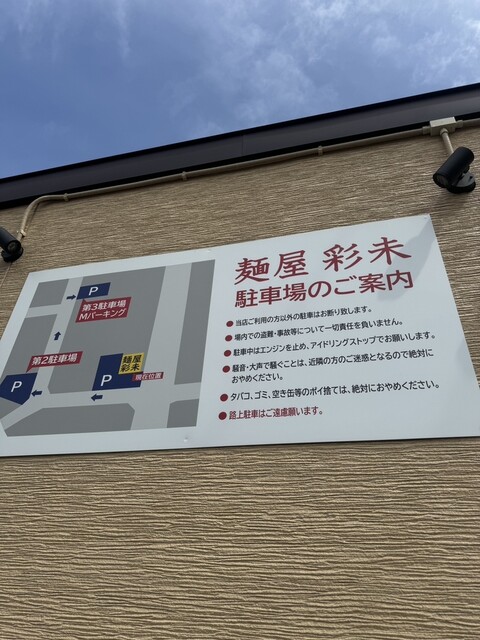 麺屋 彩未
駐車場のご案内
●当店ご利用の方以外の駐車はお断り致します。
●場内での盗難・事故等について一切責任を負いません。
●駐車中はエンジンを止め、アイドリングストップでお願いします。
●騒音・大声で騒ぐことは、近隣の方のご迷惑となるので絶対に
おやめください。
●タバコ、ゴミ、空き缶等のポイ捨ては、絶対におやめください。
●路上駐車はご遠慮願います。
P
第3駐車場
Mパーキング
第2駐車場
P
P
麺屋
彩未
現在位置